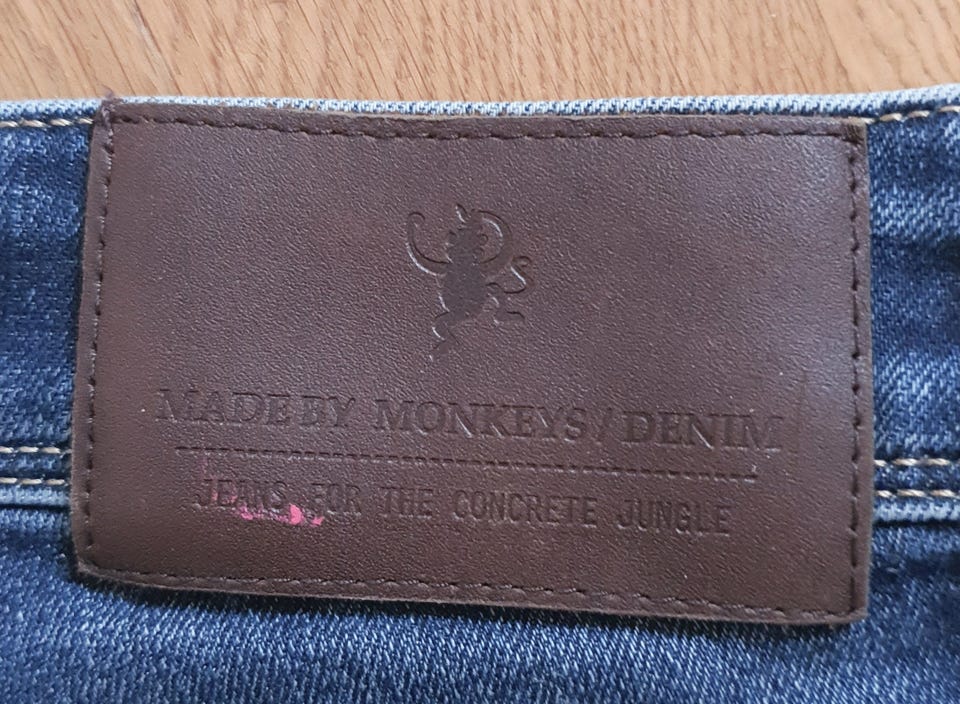 MADE BY MONKEYS / DENIM
JEANS FOR THE CONCRETE JUNGLE